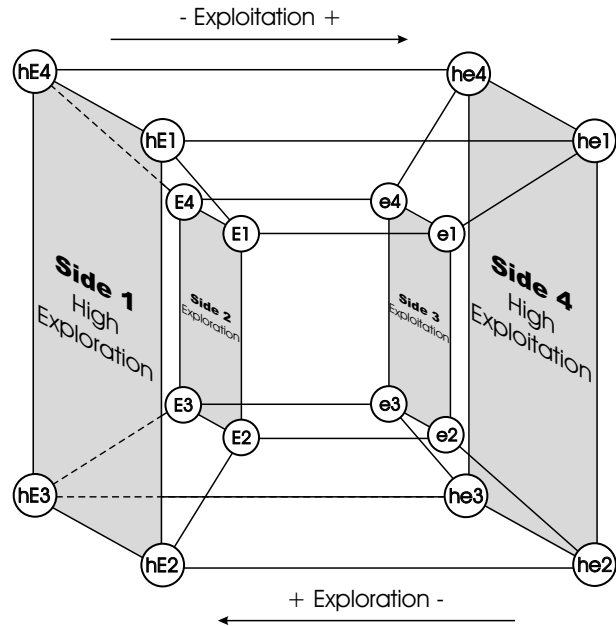 - Exploitation +
hE4
he4
hE1
he1
E4
e4
E1
e1
Side 1
High
Exploration
Side 2
Exploration
Side 3
Exploitation
Side 4
High
Exploitation
E3
e3
E2
e2
hE3
he3
hE2
he2
+ Exploration -